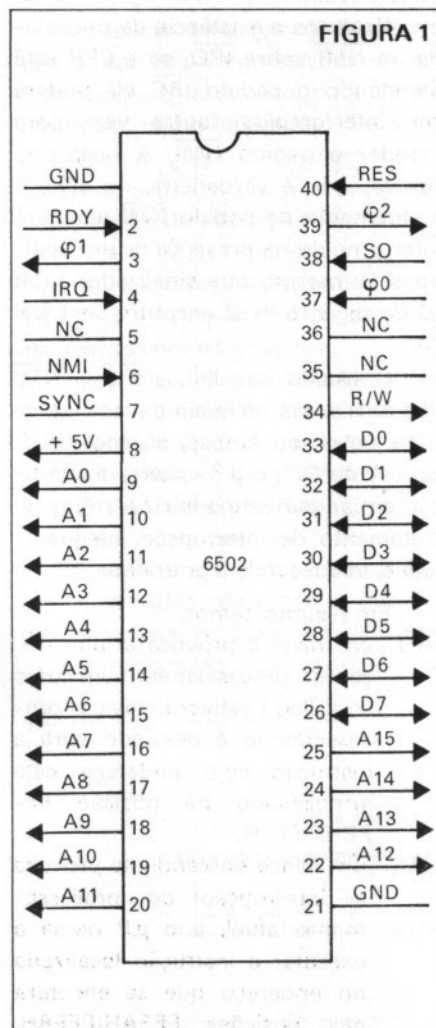 FIGURA 1
GND
RDY 2
φ1 3
IRQ 4
NC 5
NMI 6
SYNC 7
+ 5V 8
A0 9
A1 10
A2 11
A3 12
A4 13
A5 14
A6 15
A7 16
A8 17
A9 18
A10 19
A11 20
6502
40 RES
39 φ2
38 SO
37 φ0
36 NC
35 NC
34 R/W
33 D0
32 D1
31 D2
30 D3
29 D4
28 D5
27 D6
26 D7
25 A15
24 A14
23 A13
22 A12
21 GND